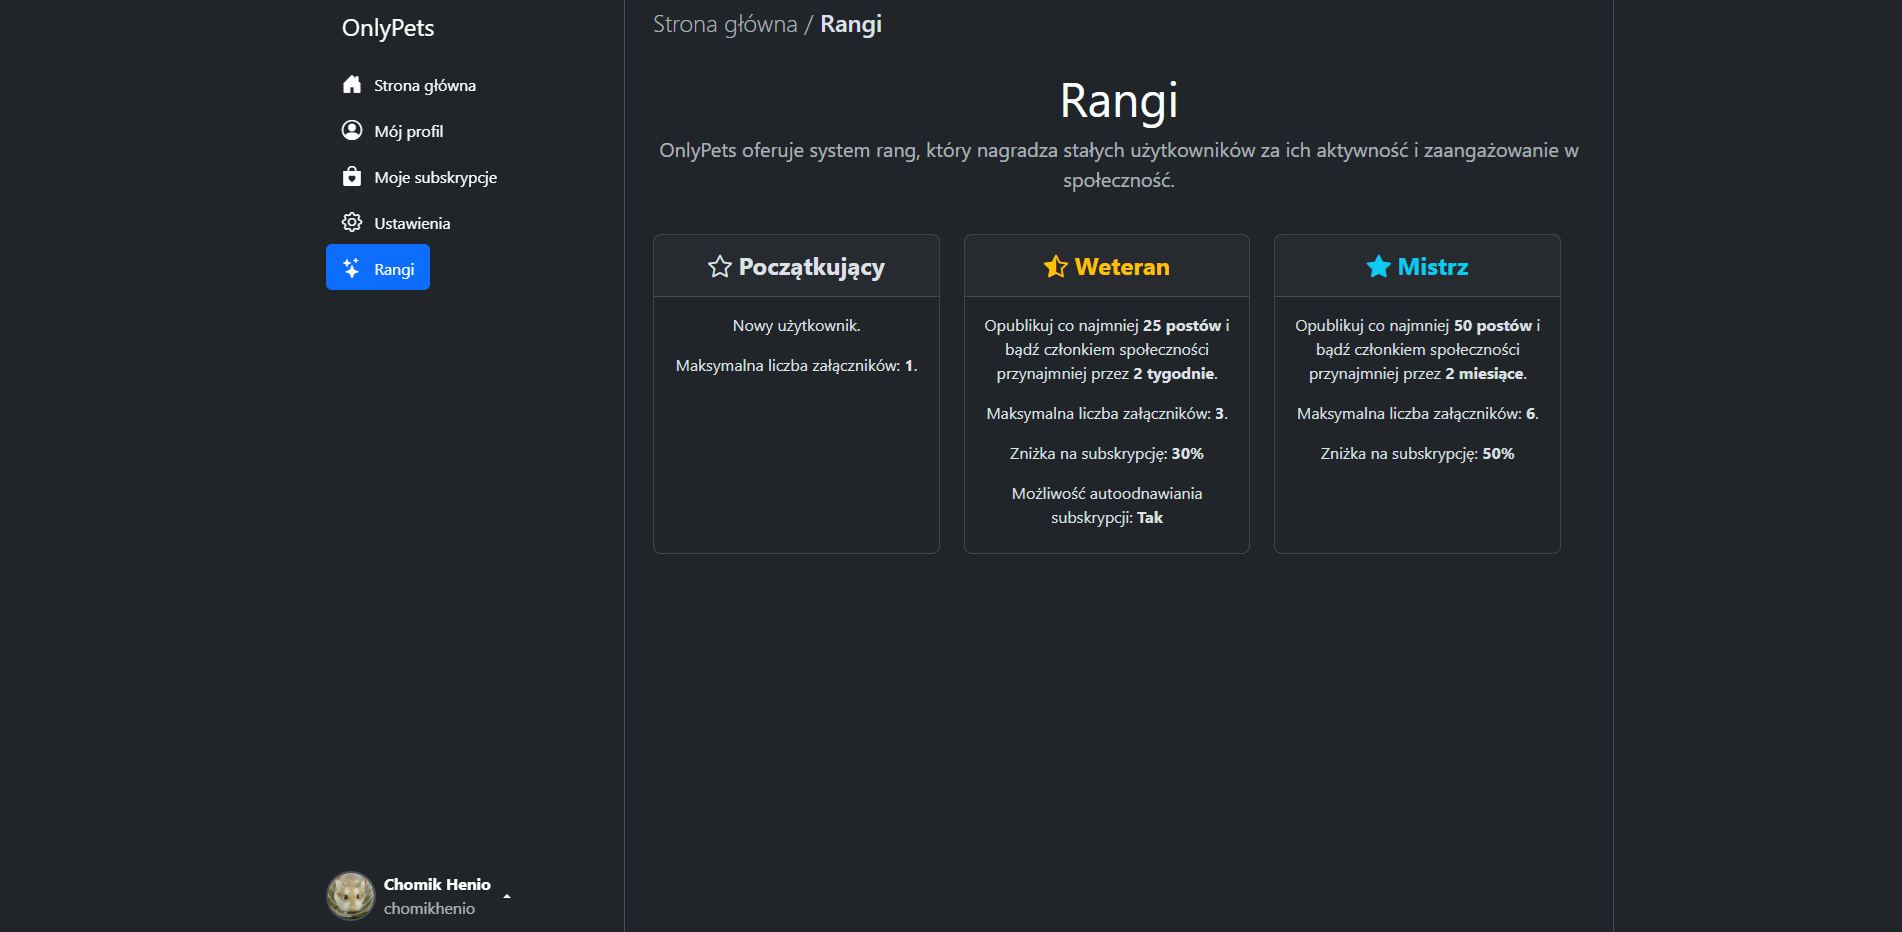 OnlyPets
Strona główna
Mój profil
Moje subskrypcje
Ustawienia
Rangi
Chomik Henio
chomikhenio
Strona główna / Rangi
Rangi
OnlyPets oferuje system rang, który nagradza stałych użytkowników za ich aktywność i zaangażowanie w
społeczność.
Początkujący
Nowy użytkownik.
Maksymalna liczba załączników: 1.
Weteran
Opublikuj co najmniej 25 postów i
bądź członkiem społeczności
przynajmniej przez 2 tygodnie.
Maksymalna liczba załączników: 3.
Zniżka na subskrypcję: 30%
Możliwość autoodnawiania
subskrypcji: Tak
Mistrz
Opublikuj co najmniej 50 postów i
bądź członkiem społeczności
przynajmniej przez 2 miesiące.
Maksymalna liczba załączników: 6.
Zniżka na subskrypcję: 50%